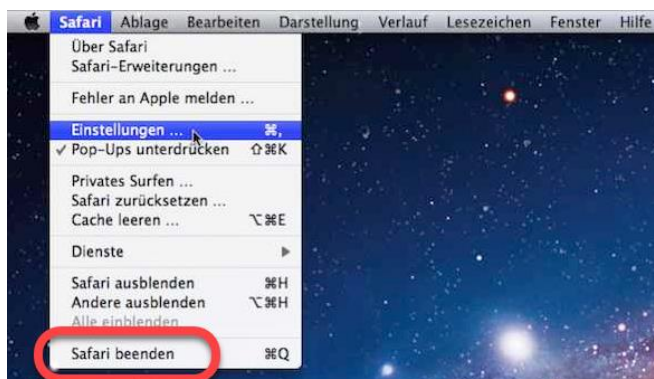 Safari Ablage Bearbeiten Darstellung Verlauf Lesezeichen Fenster Hilfe
Über Safari
Safari-Erweiterungen ...
Fehler an Apple melden ...
Einstellungen ... ⌘,
✓ Pop-Ups unterdrücken ⇧⌘K
Privates Surfen ...
Safari zurücksetzen ...
Cache leeren ... ⌥⌘E
Dienste ▶
Safari ausblenden ⌘H
Andere ausblenden ⌥⌘H
Alle einblenden
Safari beenden ⌘Q